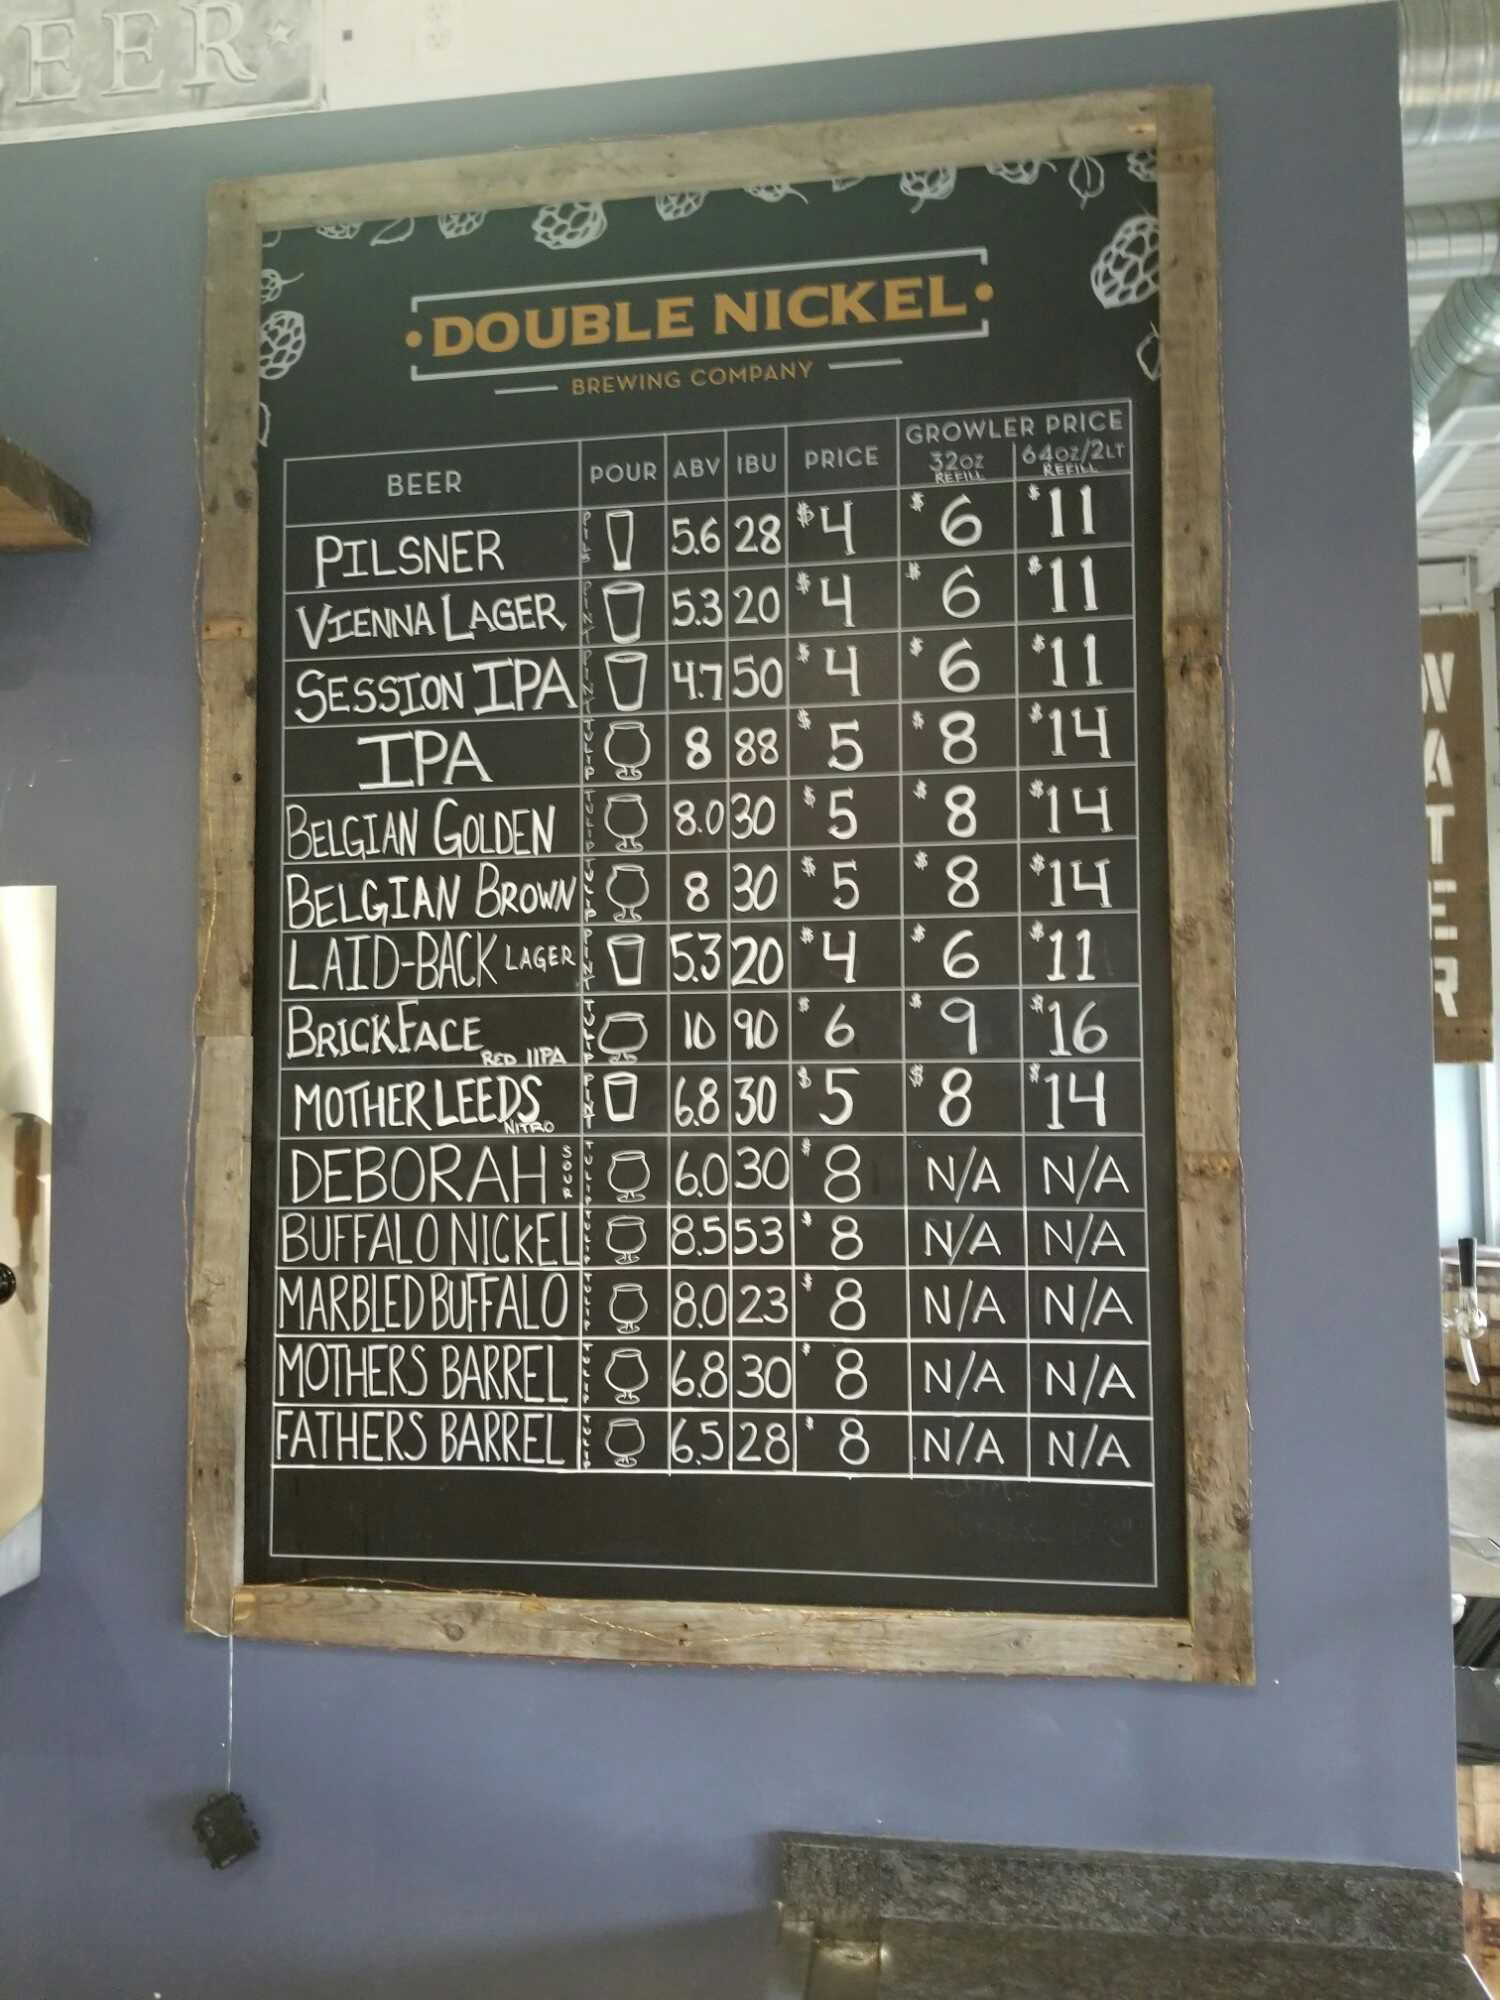 EER
DOUBLE NICKEL
BREWING COMPANY
BEER POUR ABV IBU PRICE GROWLER PRICE
32OZ REFILL 64OZ/2LT REFILL
PILSNER PILS 5.6 28 $4 $6 $11
VIENNA LAGER PINT 5.3 20 $4 $6 $11
SESSION IPA PINT 4.7 50 $4 $6 $11
IPA TULIP 8 88 $5 $8 $14
BELGIAN GOLDEN TULIP 8.0 30 $5 $8 $14
BELGIAN BROWN TULIP 8 30 $5 $8 $14
LAID-BACK LAGER PINT 5.3 20 $4 $6 $11
BRICKFACE RED IIPA TULIP 10 90 $6 $9 $16
MOTHER LEEDS NITRO PINT 6.8 30 $5 $8 $14
DEBORAH SOUR TULIP 6.0 30 $8 N/A N/A
BUFFALO NICKEL TULIP 8.5 53 $8 N/A N/A
MARBLED BUFFALO TULIP 8.0 23 $8 N/A N/A
MOTHERS BARREL TULIP 6.8 30 $8 N/A N/A
FATHERS BARREL TULIP 6.5 28 $8 N/A N/A
WATER